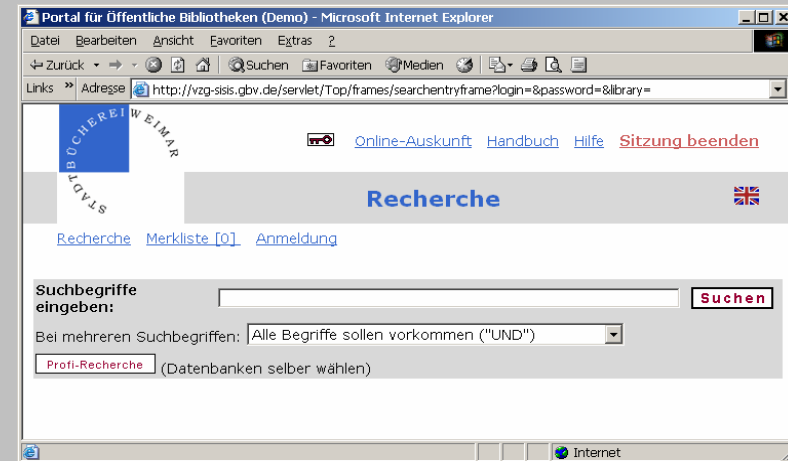 Portal für Öffentliche Bibliotheken (Demo) - Microsoft Internet Explorer
Datei Bearbeiten Ansicht Favoriten Extras ?
Zurück Suchen Favoriten Medien
Links » Adresse http://vzg-sisis.gbv.de/servlet/Top/frames/searchentryframe?login=&password=&library=
STADTBÜCHEREI WEIMAR
Online-Auskunft Handbuch Hilfe Sitzung beenden
Recherche
Recherche Merkliste [0] Anmeldung
Suchbegriffe
eingeben: Suchen
Bei mehreren Suchbegriffen: Alle Begriffe sollen vorkommen ("UND")
Profi-Recherche (Datenbanken selber wählen)
Internet